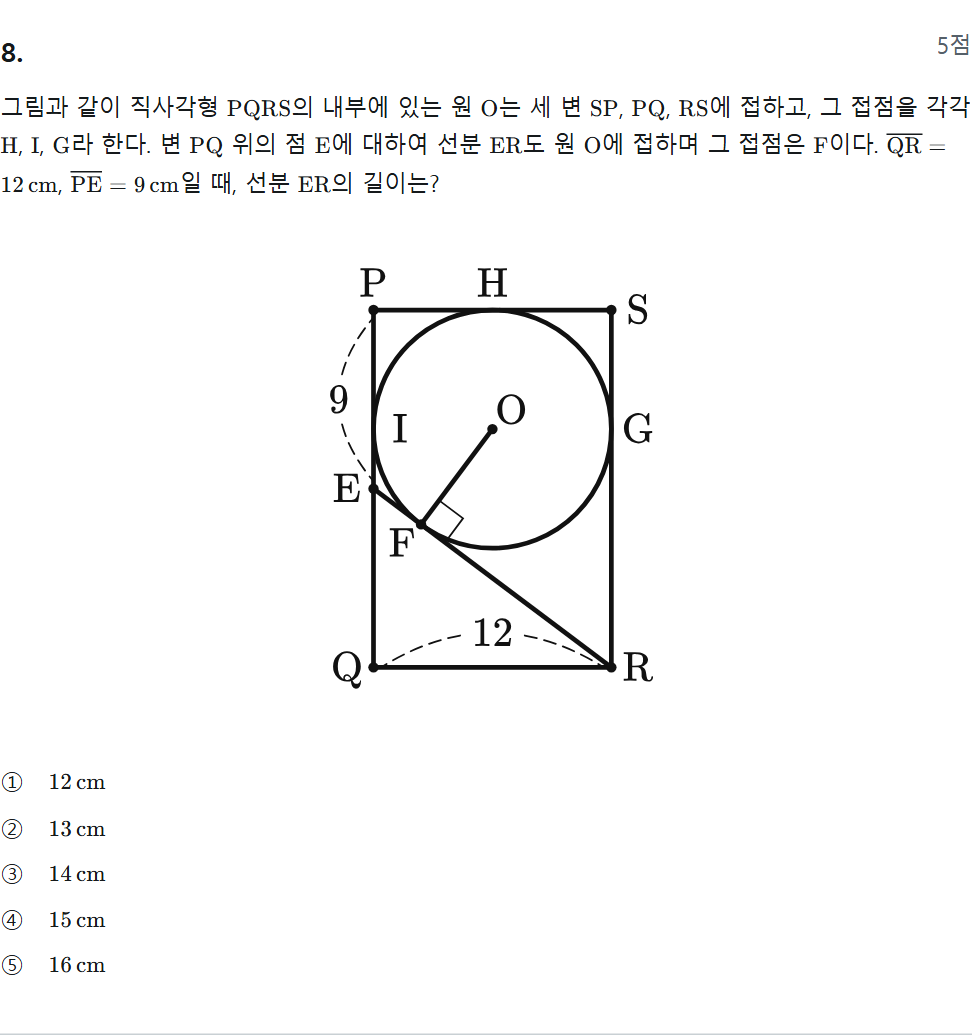 8.
5점
그림과 같이 직사각형 PQRS의 내부에 있는 원 O는 세 변 SP, PQ, RS에 접하고, 그 접점을 각각
H, I, G라 한다. 변 PQ 위의 점 E에 대하여 선분 ER도 원 O에 접하며 그 접점은 F이다. \(\overline{QR}\) =
12 cm, \(\overline{PE}\) = 9 cm일 때, 선분 ER의 길이는?
P H S
9 I O G
E
F
12
Q R
① 12 cm
② 13 cm
③ 14 cm
④ 15 cm
⑤ 16 cm